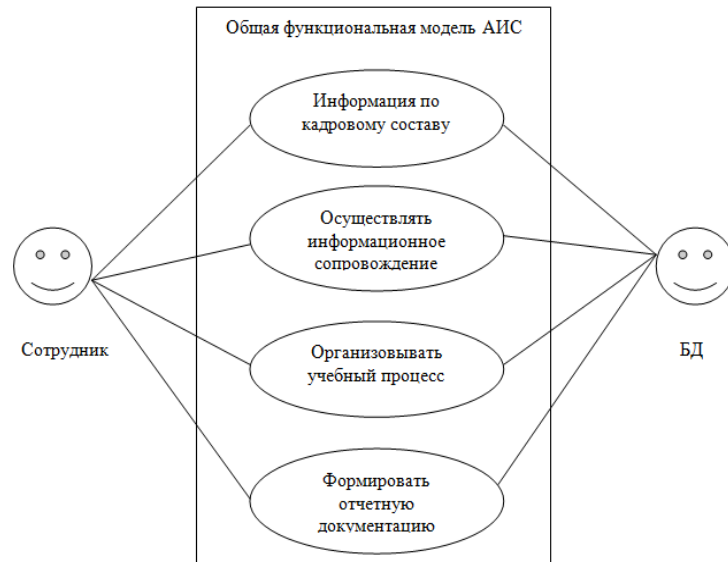 Общая функциональная модель АИС
Информация по
кадровому составу
Осуществлять
информационное
сопровождение
Сотрудник
БД
Организовывать
учебный процесс
Формировать
отчетную
документацию